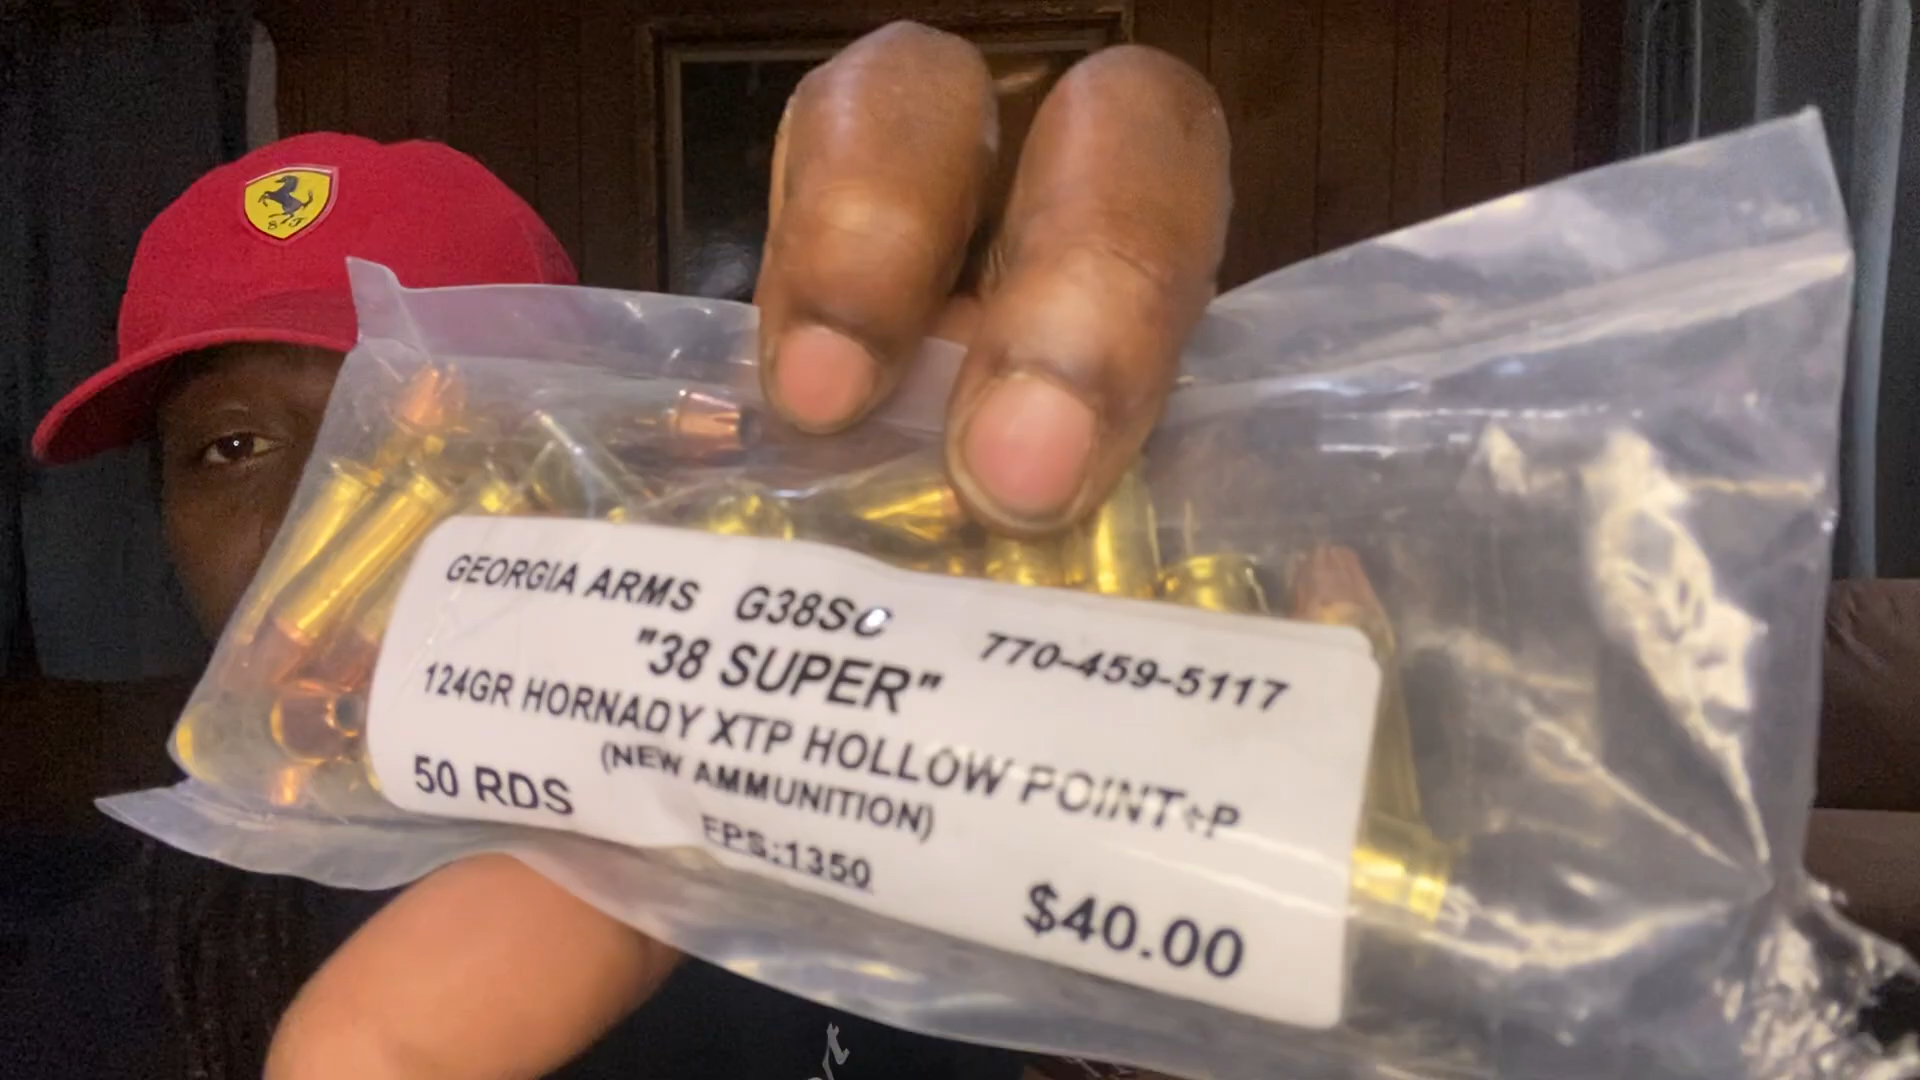 GEORGIA ARMS G38SC 770-459-5117
"38 SUPER"
124GR HORNADY XTP HOLLOW POINT+P
(NEW AMMUNITION)
50 RDS
FPS:1350
$40.00